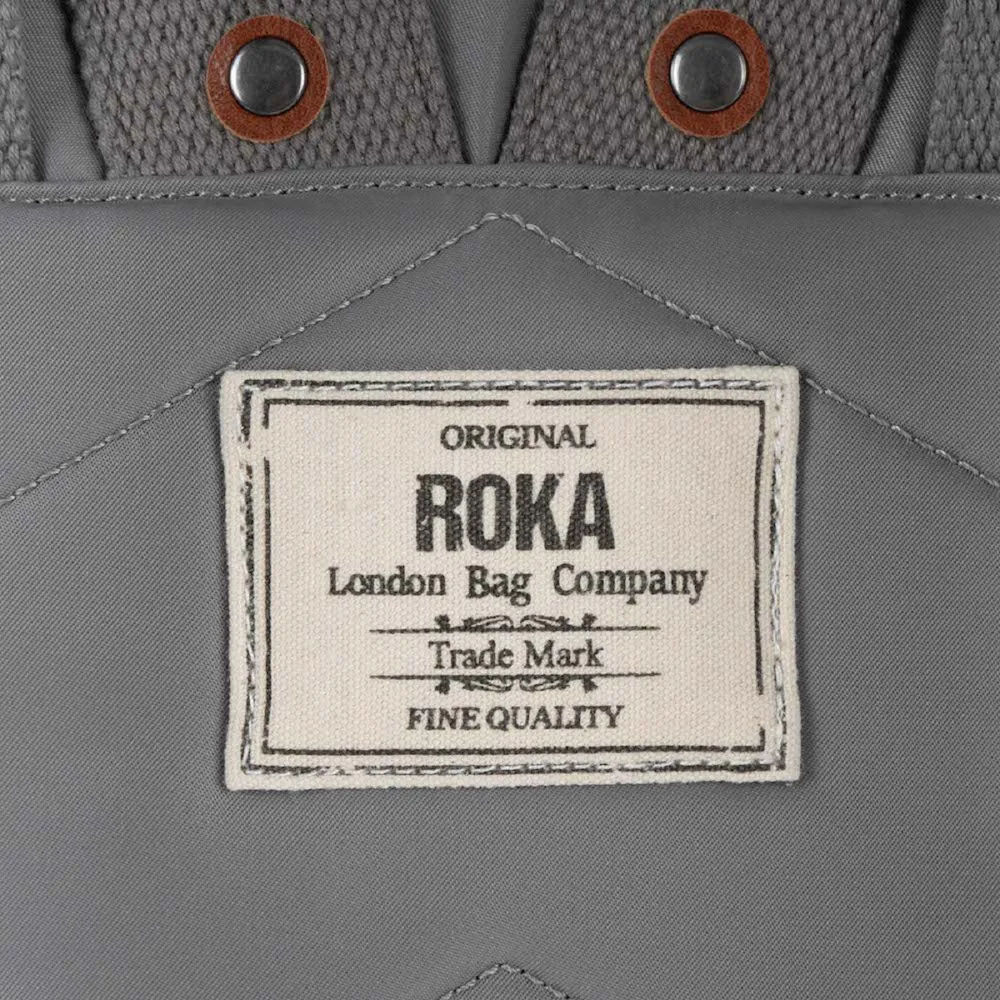 ORIGINAL
ROKA
London Bag Company
Trade Mark
FINE QUALITY